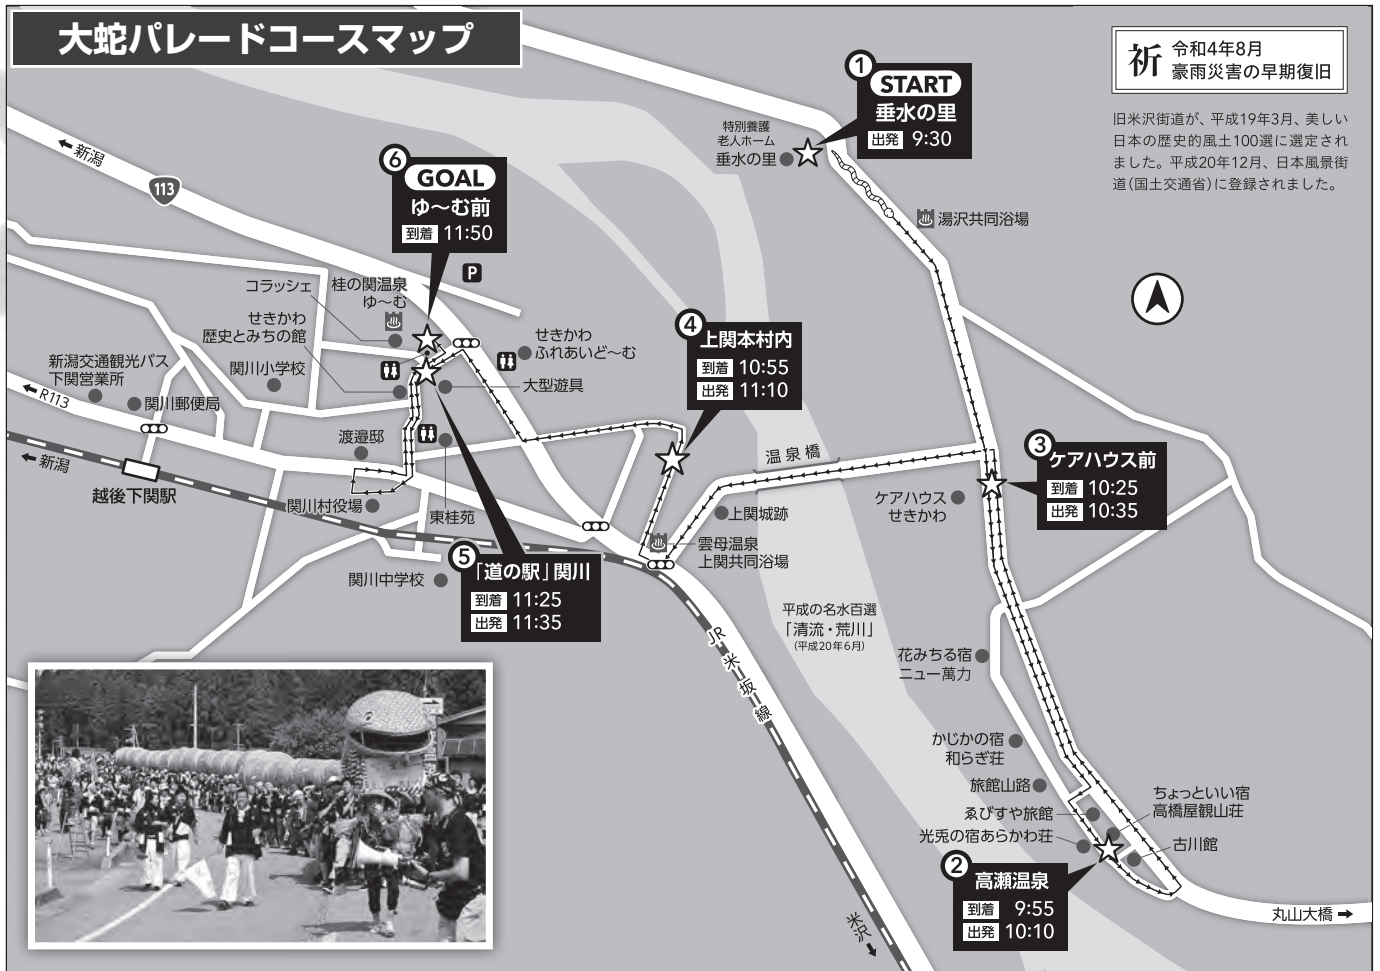 大蛇パレードコースマップ
祈
令和4年8月
豪雨災害の早期復旧
旧米沢街道が、平成19年3月、美しい
日本の歴史的風土100選に選定され
ました。平成20年12月、日本風景街
道(国土交通省)に登録されました。
①
START
垂水の里
出発 9:30
特別養護
老人ホーム
垂水の里
湯沢共同浴場
←新潟
113
⑥
GOAL
ゆ〜む前
到着 11:50
P
コラッシェ
桂の関温泉
ゆ〜む
せきかわ
歴史とみちの館
せきかわ
ふれあいど〜む
新潟交通観光バス
下関営業所
関川小学校
大型遊具
←R113
関川郵便局
渡邉邸
←新潟
越後下関駅
関川村役場
東桂苑
関川中学校
④
上関本村内
到着 10:55
出発 11:10
温泉橋
上関城跡
雲母温泉
上関共同浴場
③
ケアハウス前
到着 10:25
出発 10:35
ケアハウス
せきかわ
⑤
「道の駅」関川
到着 11:25
出発 11:35
平成の名水百選
「清流・荒川」
(平成20年6月)
JR米坂線
花みちる宿
ニュー萬力
かじかの宿
和らぎ荘
旅館山路
ゑびすや旅館
光兎の宿あらかわ荘
ちょっといい宿
高橋屋観山荘
古川館
②
高瀬温泉
到着 9:55
出発 10:10
丸山大橋→
米沢→